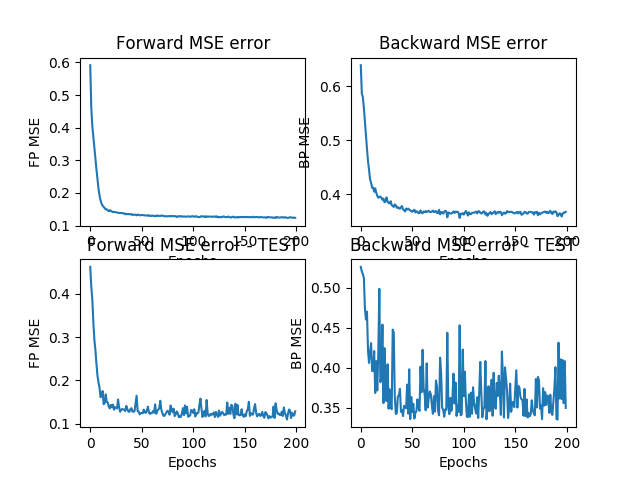 Forward MSE error
FP MSE
0.6
0.5
0.4
0.3
0.2
0.1
0 50 100 150 200
Epochs
Backward MSE error
BP MSE
0.6
0.5
0.4
0 50 100 150 200
Epochs
Forward MSE error - TEST
FP MSE
0.4
0.3
0.2
0.1
0 50 100 150 200
Epochs
Backward MSE error - TEST
BP MSE
0.50
0.45
0.40
0.35
0 50 100 150 200
Epochs